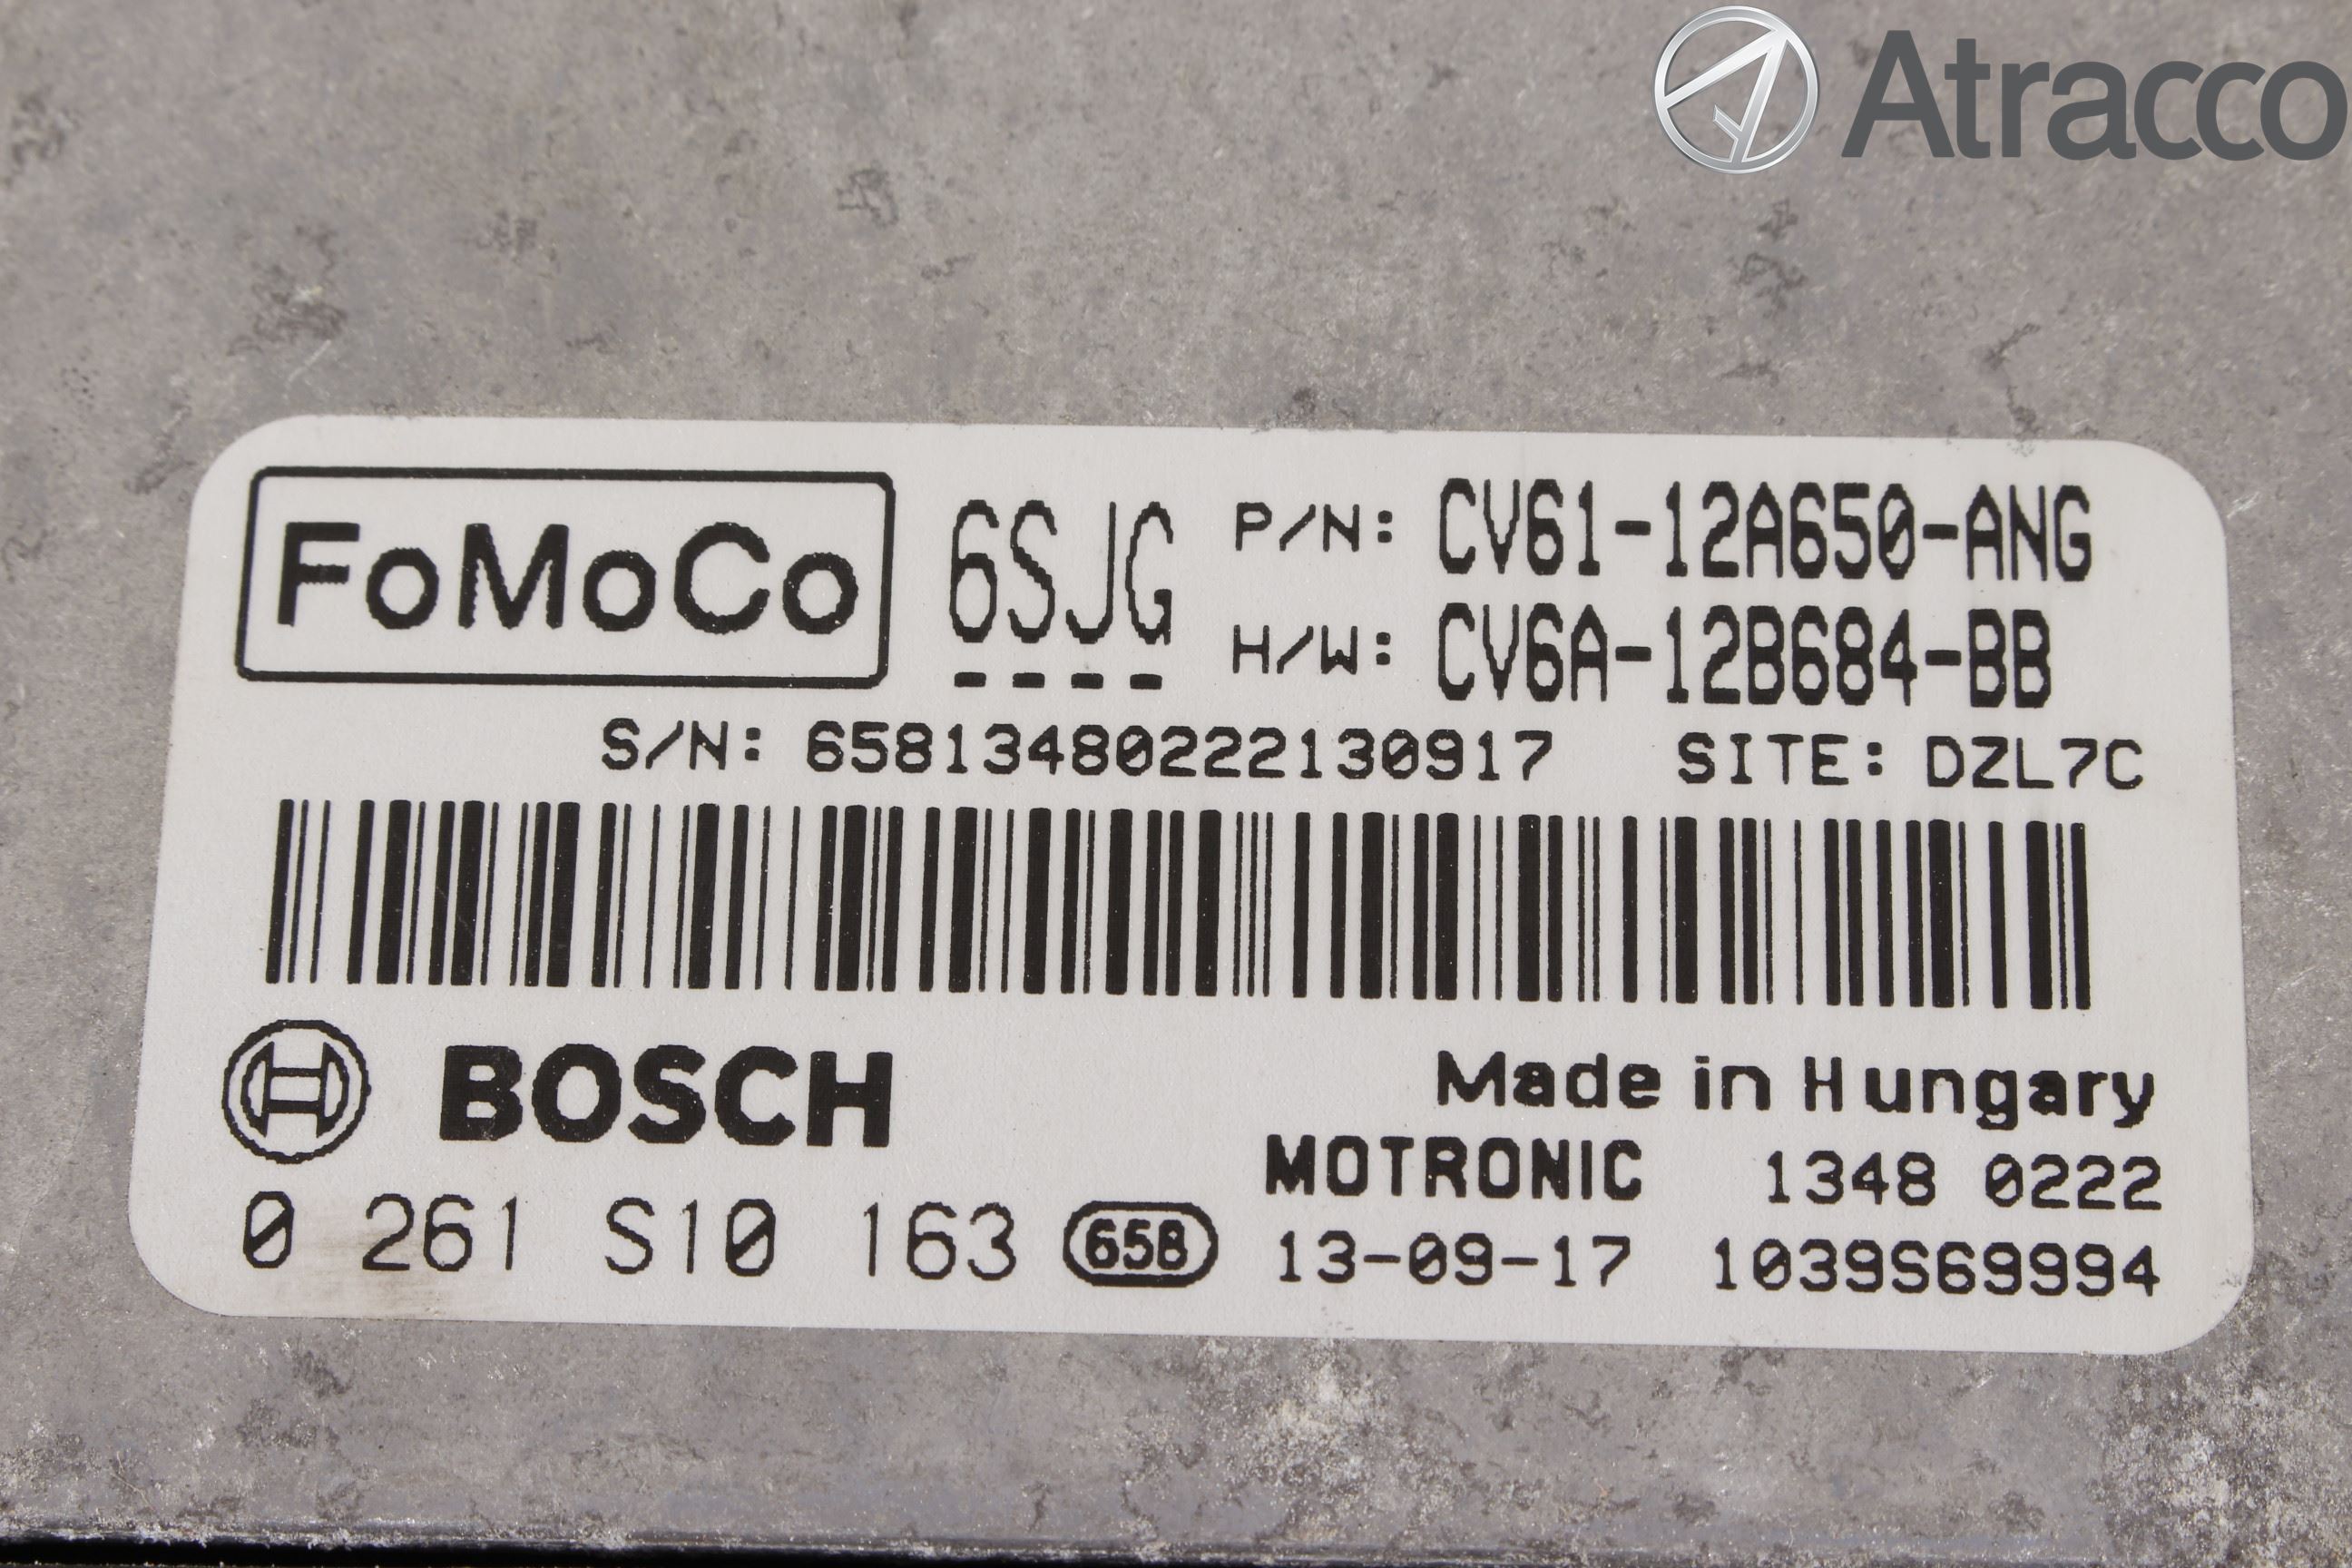 Atracco
FoMoCo
6SJG
P/N: CV61-12A650-ANG
H/W: CV6A-12B684-BB
S/N: 65813480222130917 SITE: DZL7C
BOSCH
Made in Hungary
MOTRONIC 1348 0222
0 261 S10 163 658 13-09-17 1039S69994